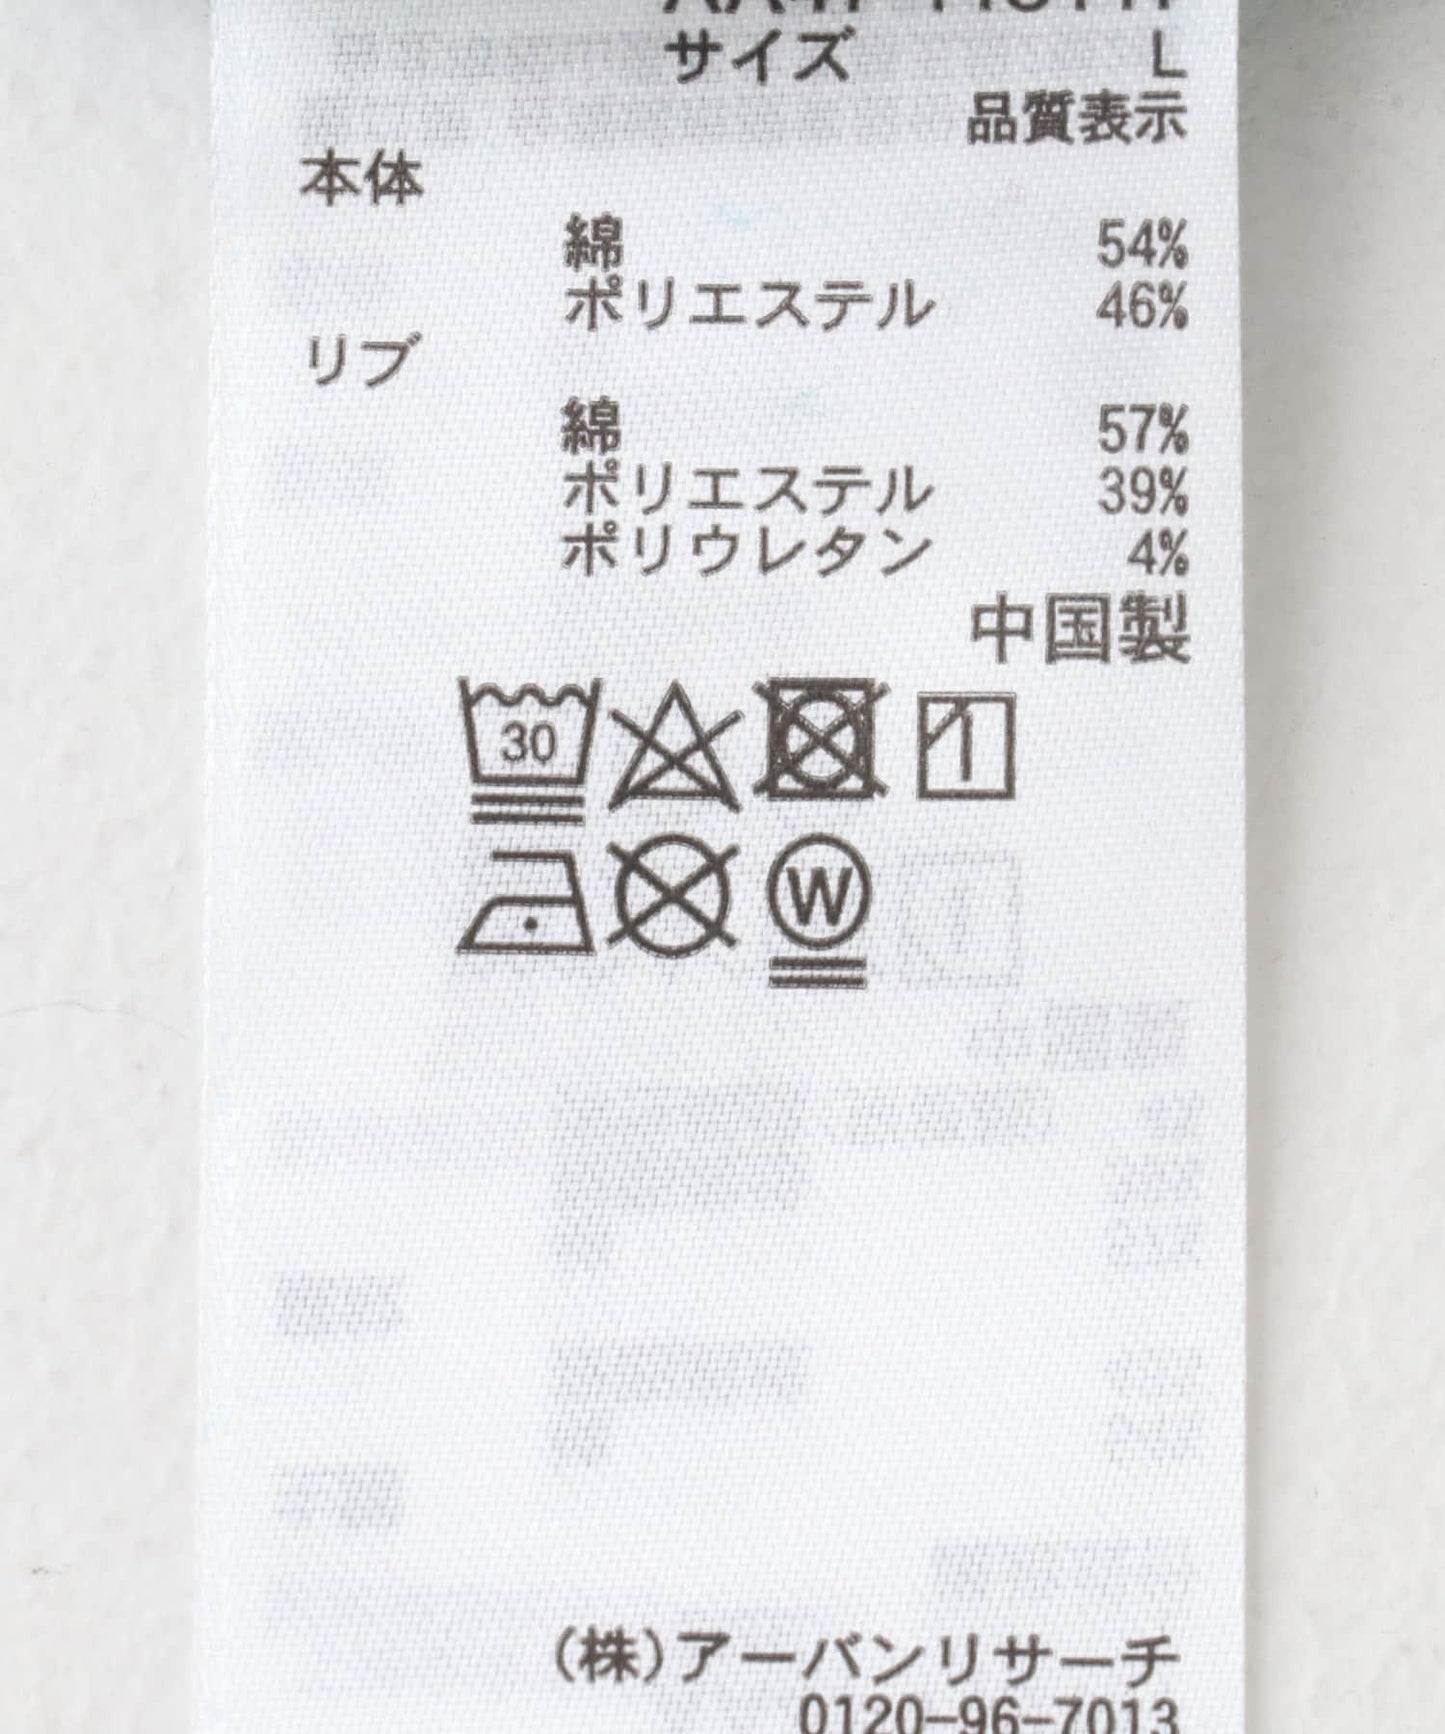 サイズ L
品質表示
本体
綿 54%
ポリエステル 46%
リブ
綿 57%
ポリエステル 39%
ポリウレタン 4%
中国製
30
W
(株)アーバンリサーチ
0120-96-7013